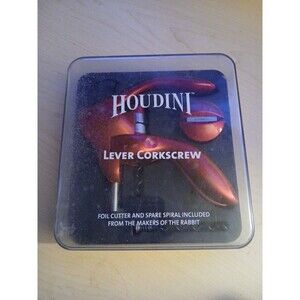 HOUDINI
LEVER CORKSCREW
FOIL CUTTER AND SPARE SPIRAL INCLUDED
FROM THE MAKERS OF THE RABBIT